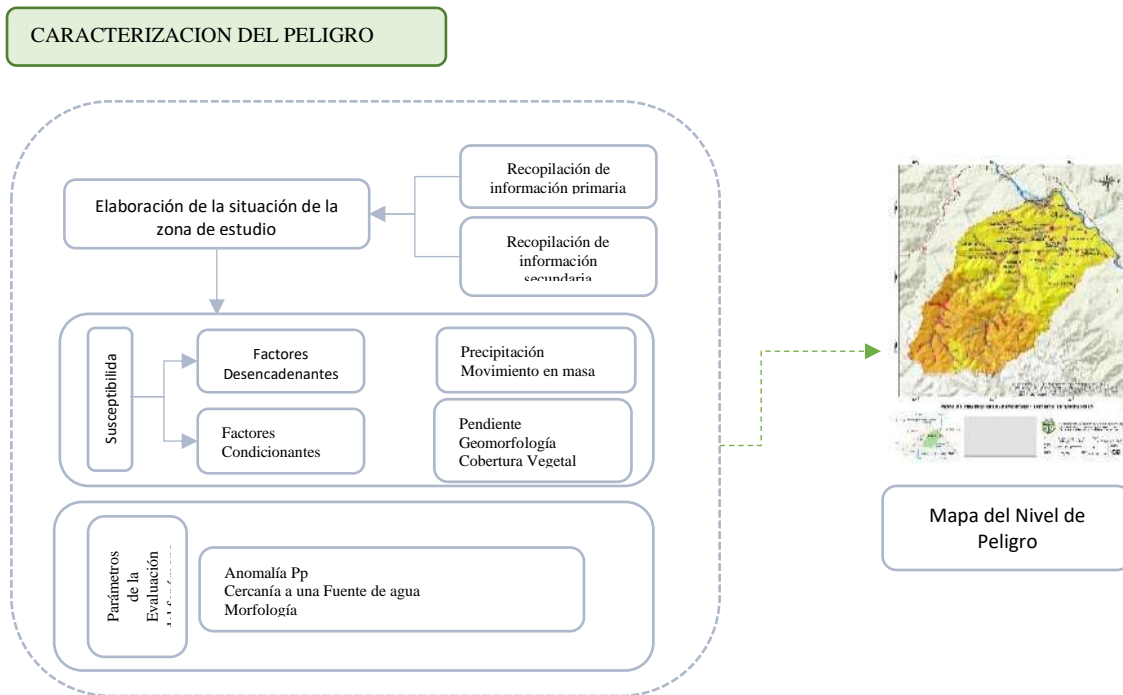 CARACTERIZACION DEL PELIGRO
Recopilación de
información primaria
Elaboración de la situación de la
zona de estudio
Recopilación de
información
secundaria
Susceptibilida
Factores
Desencadenantes
Precipitación
Movimiento en masa
Factores
Condicionantes
Pendiente
Geomorfología
Cobertura Vegetal
Parámetros
de la
Evaluación
Anomalía Pp
Cercanía a una Fuente de agua
Morfología
Mapa del Nivel de
Peligro